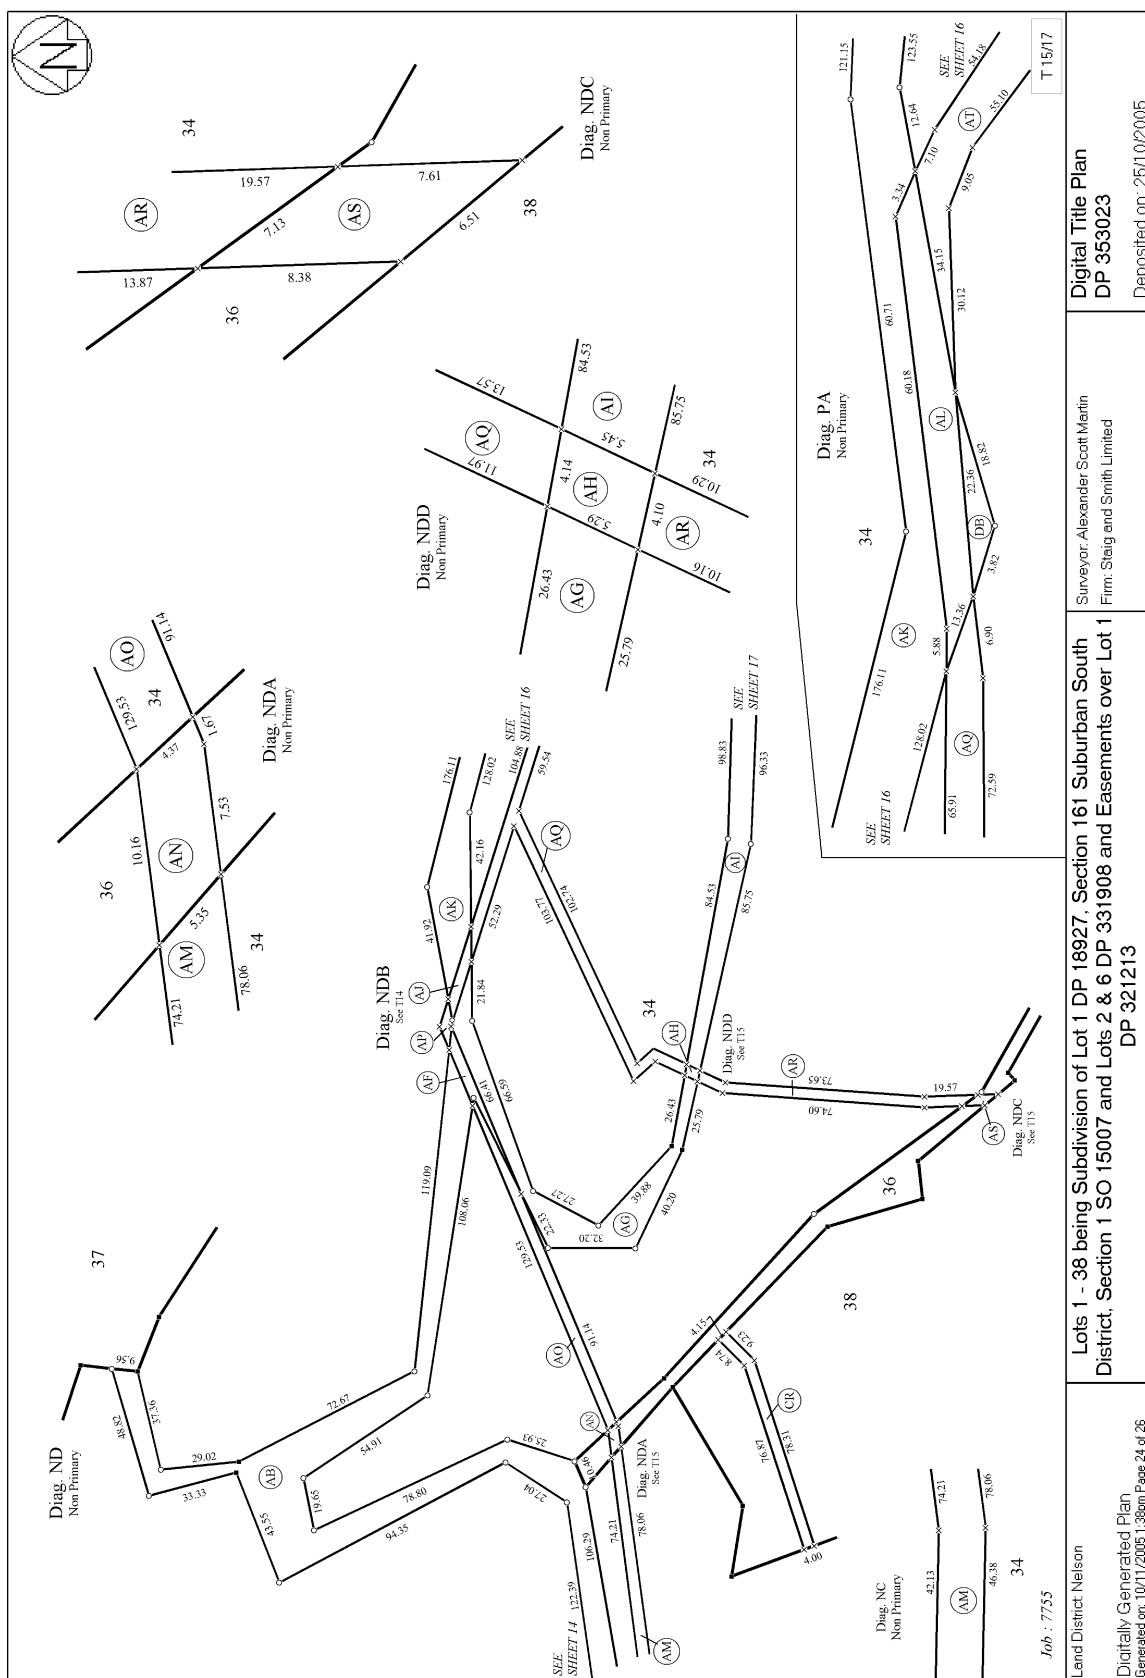 N
Diag. ND
Non Primary
37
9.56
48.82
37.36
29.02
33.33
AB
43.55
72.67
19.65
54.91
78.80
94.35
25.93
27.04
10.46
106.29
122.39
SEE
SHEET 14
74.21
78.06
AM
AN
Diag. NDA
See T15
119.09
108.06
129.53
91.14
AO
Diag. NDB
See T14
AP
AJ
AF
AK
41.92
176.11
128.02
42.16
52.29
21.84
66.41
66.59
22.33
27.27
32.20
39.88
40.20
AG
26.43
25.79
SEE
SHEET 16
104.88
59.54
AQ
103.77
102.74
34
AH
Diag. NDD
See T15
84.53
85.75
AI
98.83
96.33
SEE
SHEET 17
AR
73.65
74.60
19.57
AS
Diag. NDC
See T15
36
38
4.15
8.74
9.23
CR
76.87
78.31
4.00
Diag. NC
Non Primary
42.13
74.21
AM
46.38
78.06
34
Job : 7755
Diag. NDA
Non Primary
AO
91.14
129.53
34
1.67
4.37
10.16
7.53
36
AN
5.35
AM
74.21
78.06
34
Diag. NDD
Non Primary
13.57
11.97
AQ
AI
84.53
85.75
5.45
4.14
AH
5.29
4.10
34
10.29
AR
10.16
26.43
AG
25.79
Diag. NDC
Non Primary
34
AR
19.57
13.87
7.13
7.61
AS
8.38
6.51
36
38
Diag. PA
Non Primary
121.15
123.55
SEE
SHEET 16
54.18
12.64
7.10
AT
55.10
3.34
9.05
60.71
60.18
34.15
30.12
AL
22.36
18.82
DB
3.82
13.36
6.90
34
AK
5.88
176.11
128.02
SEE
SHEET 16
65.91
AQ
72.59
T 15/17
Land District: Nelson
Digitally Generated Plan
Generated on: 10/11/2005 1:38pm Page 24 of 26
Lots 1 - 38 being Subdivision of Lot 1 DP 18927, Section 161 Suburban South
District, Section 1 SO 15007 and Lots 2 & 6 DP 331908 and Easements over Lot 1
DP 321213
Surveyor: Alexander Scott Martin
Firm: Staig and Smith Limited
Digital Title Plan
DP 353023
Deposited on: 25/10/2005